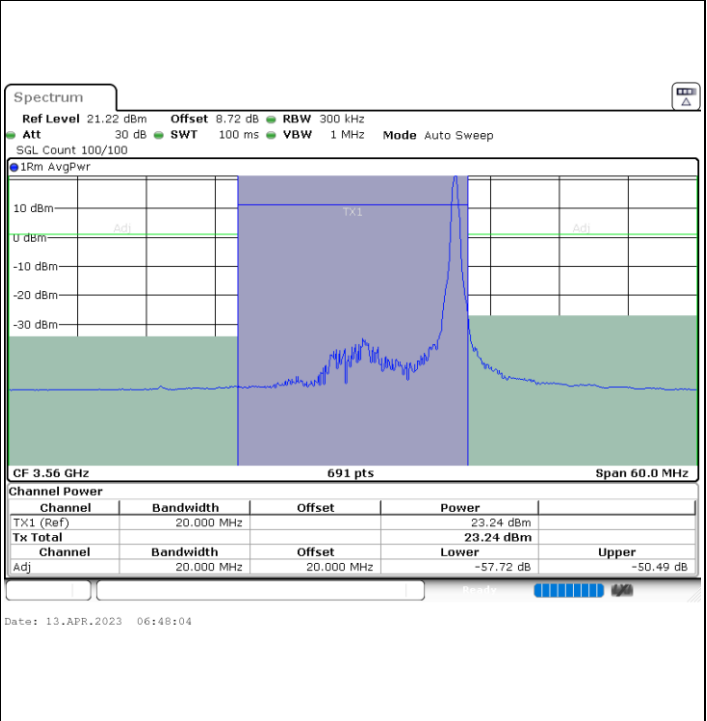 Spectrum
Ref Level 21.22 dBm Offset 8.72 dB RBW 300 kHz
Att 30 dB SWT 100 ms VBW 1 MHz Mode Auto Sweep
SGL Count 100/100
1Rm AvgPwr
10 dBm
TX1
Adj
Adj
0 dBm
-10 dBm
-20 dBm
-30 dBm
CF 3.56 GHz 691 pts Span 60.0 MHz
Channel Power
Channel Bandwidth Offset Power
TX1 (Ref) 20.000 MHz 23.24 dBm
Tx Total 23.24 dBm
Channel Bandwidth Offset Lower Upper
Adj 20.000 MHz 20.000 MHz -57.72 dB -50.49 dB
Ready
Date: 13.APR.2023 06:48:04